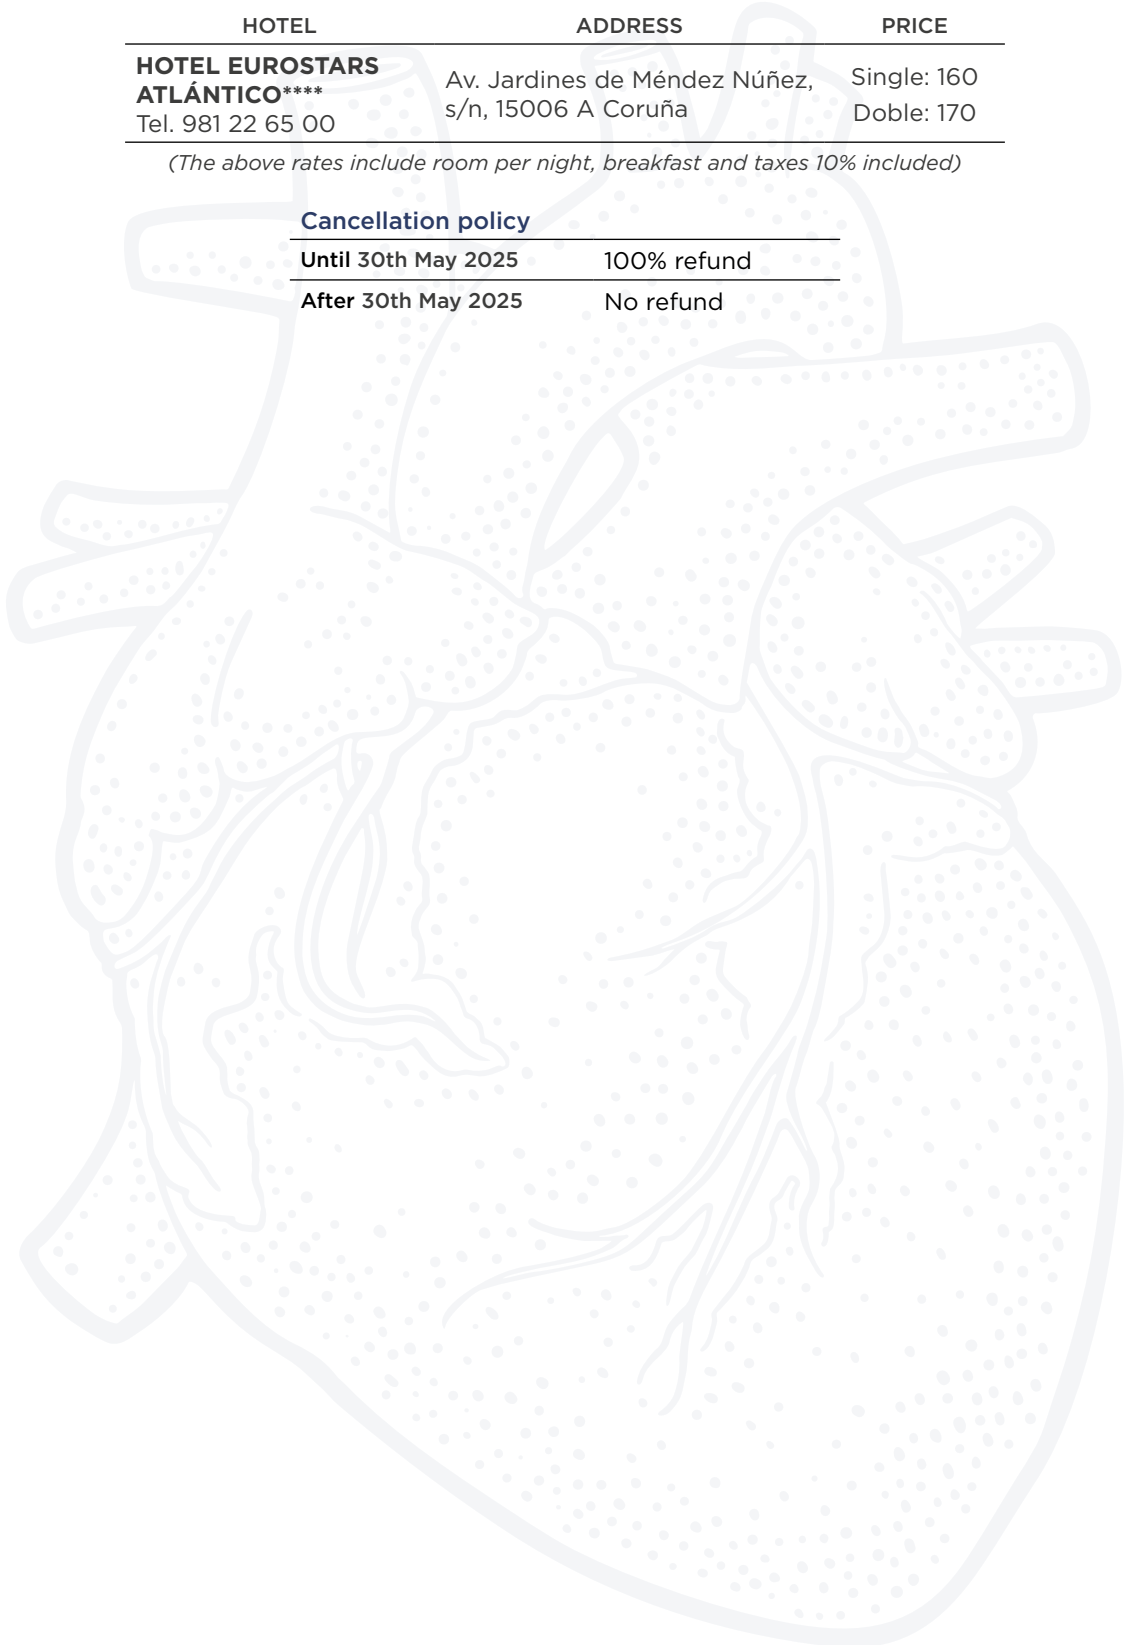 HOTEL ADDRESS PRICE
HOTEL EUROSTARS
ATLÁNTICO****
Tel. 981 22 65 00
Av. Jardines de Méndez Núñez,
s/n, 15006 A Coruña
Single: 160
Doble: 170
(The above rates include room per night, breakfast and taxes 10% included)
Cancellation policy
Until 30th May 2025 100% refund
After 30th May 2025 No refund